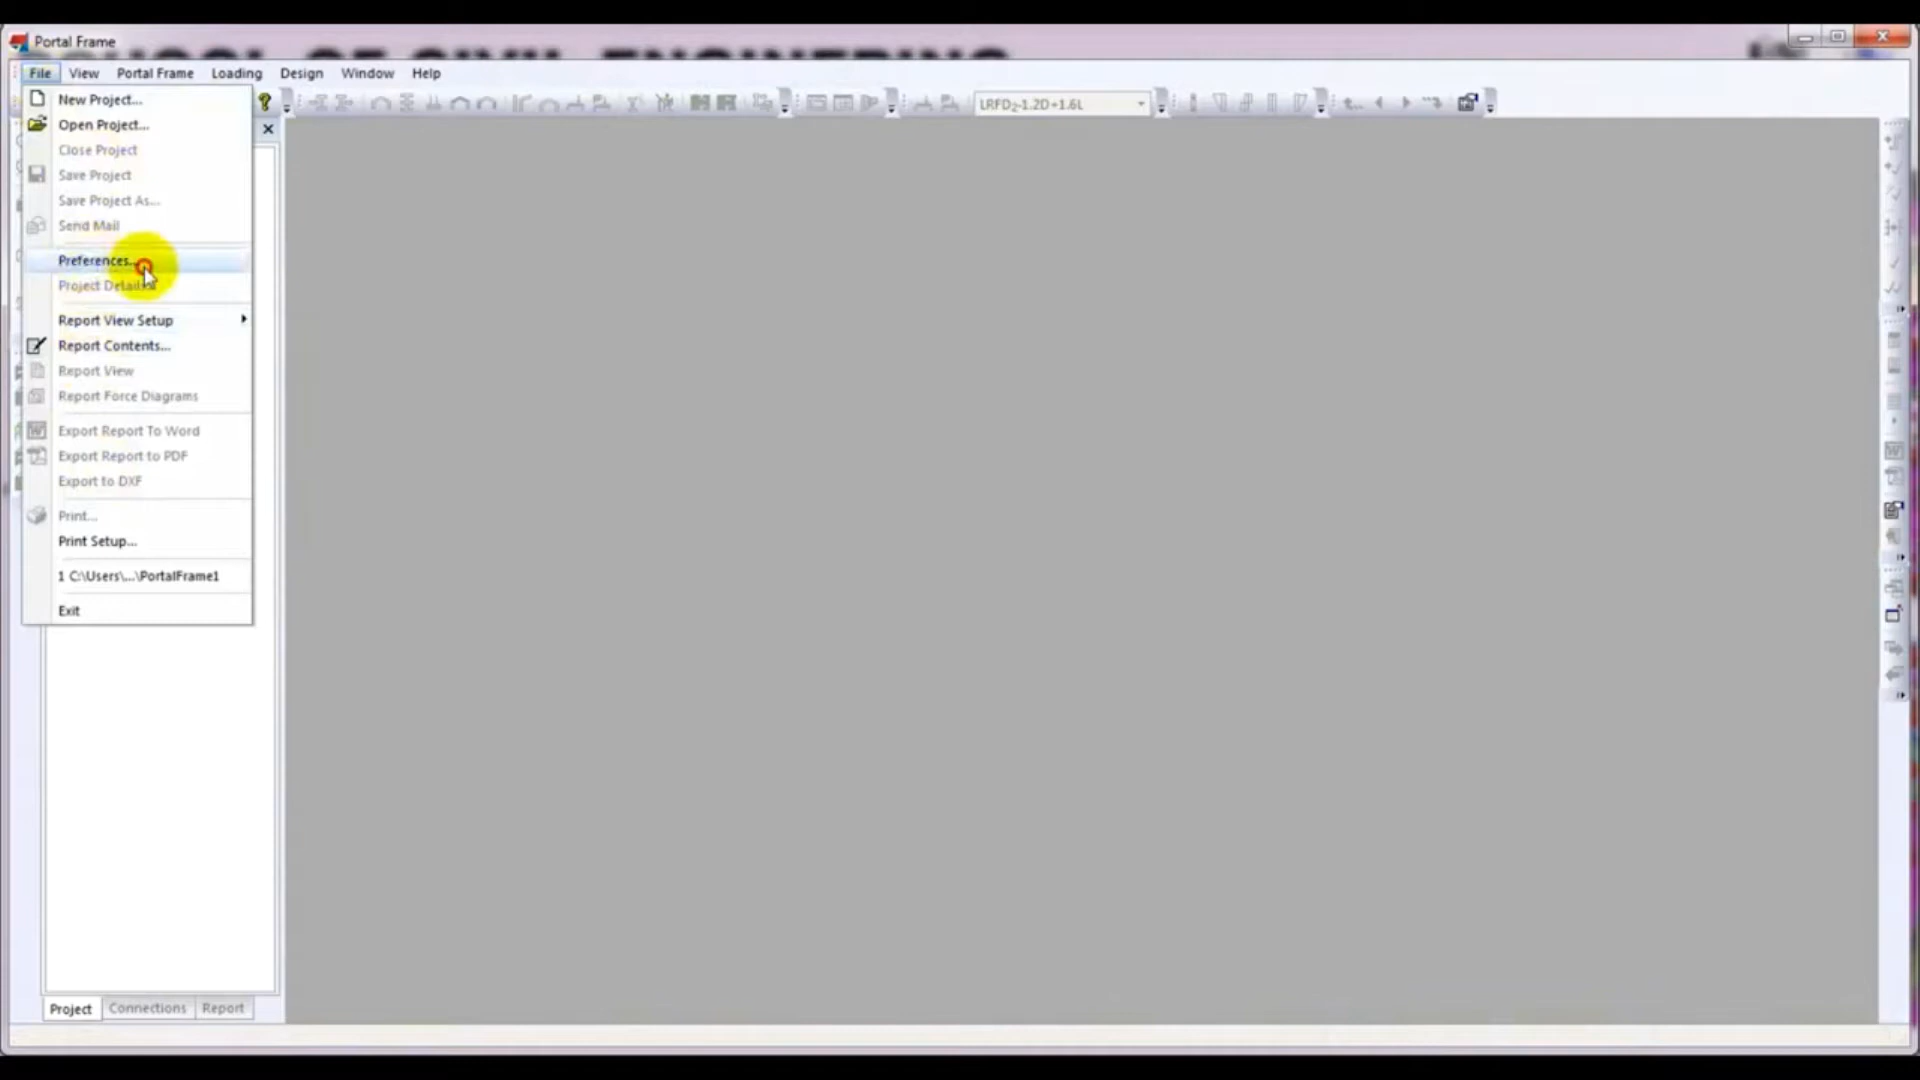 Portal Frame
OF CIVIL ENGINEERING
File View Portal Frame Loading Design Window Help
LRFD2-1.2D+1.6L
New Project...
Open Project...
Close Project
Save Project
Save Project As...
Send Mail
Preferences...
Project Details
Report View Setup
Report Contents...
Report View
Report Force Diagrams
Export Report To Word
Export Report to PDF
Export to DXF
Print...
Print Setup...
1 C:\Users\...\PortalFrame1
Exit
Project Connections Report